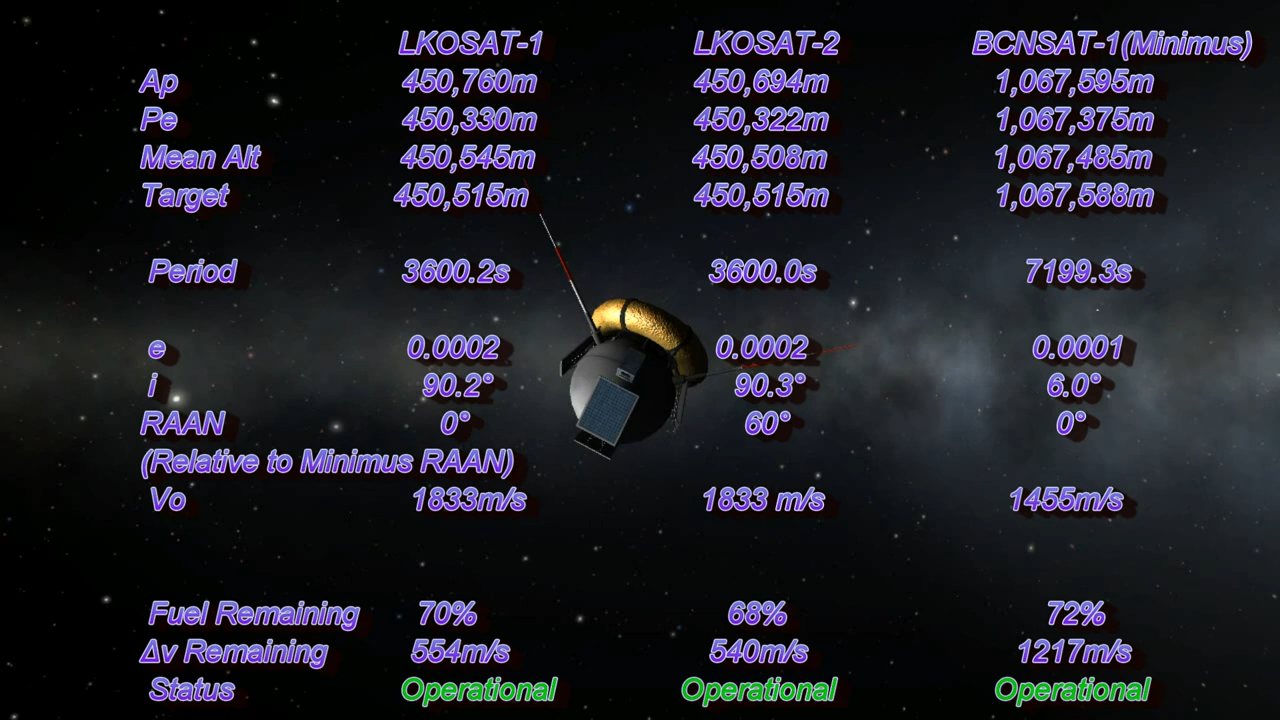 LKOSAT-1 LKOSAT-2 BCNSAT-1(Minimus)
Ap 450,760m 450,694m 1,067,595m
Pe 450,330m 450,322m 1,067,375m
Mean Alt 450,545m 450,508m 1,067,485m
Target 450,515m 450,515m 1,067,588m
Period 3600.2s 3600.0s 7199.3s
e 0.0002 0.0002 0.0001
i 90.2° 90.3° 6.0°
RAAN 0° 60° 0°
(Relative to Minimus RAAN)
Vo 1833m/s 1833 m/s 1455m/s
Fuel Remaining 70% 68% 72%
Δv Remaining 554m/s 540m/s 1217m/s
Status Operational Operational Operational